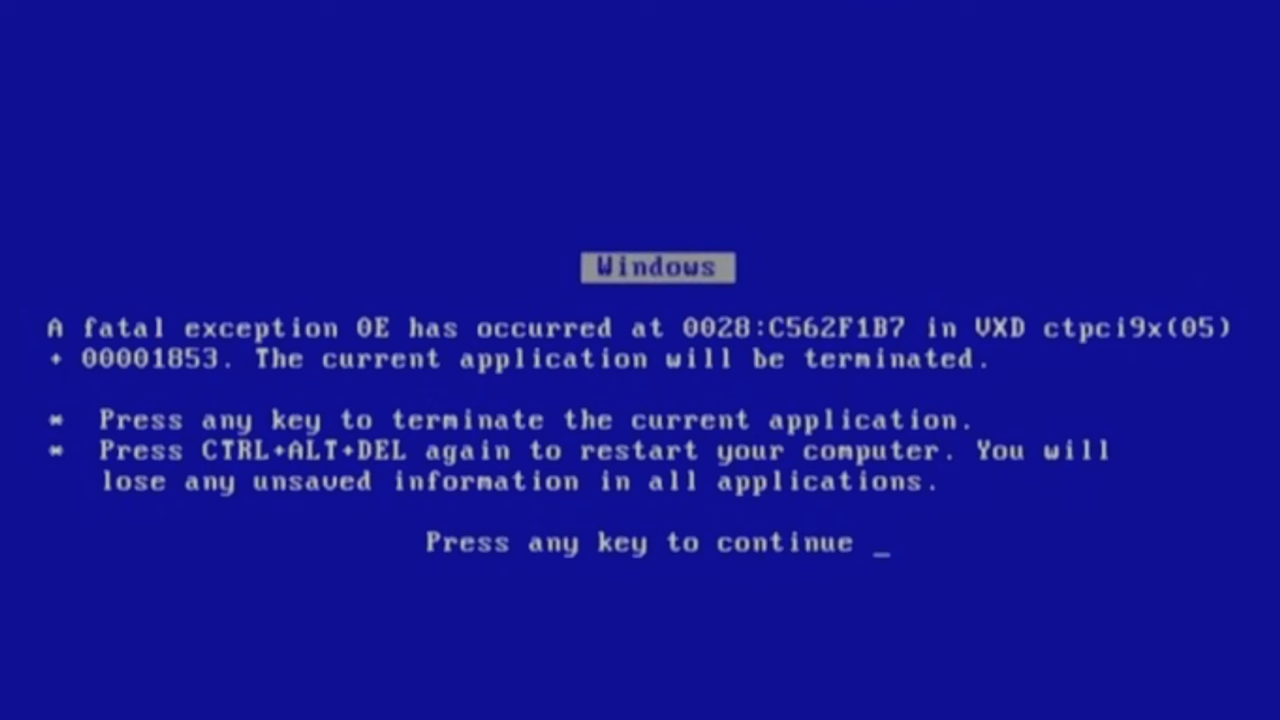 Windows
A fatal exception 0E has occurred at 0028:C562F1B7 in VXD ctpci9x(05)
+ 00001853. The current application will be terminated.
* Press any key to terminate the current application.
* Press CTRL+ALT+DEL again to restart your computer. You will
lose any unsaved information in all applications.
Press any key to continue _